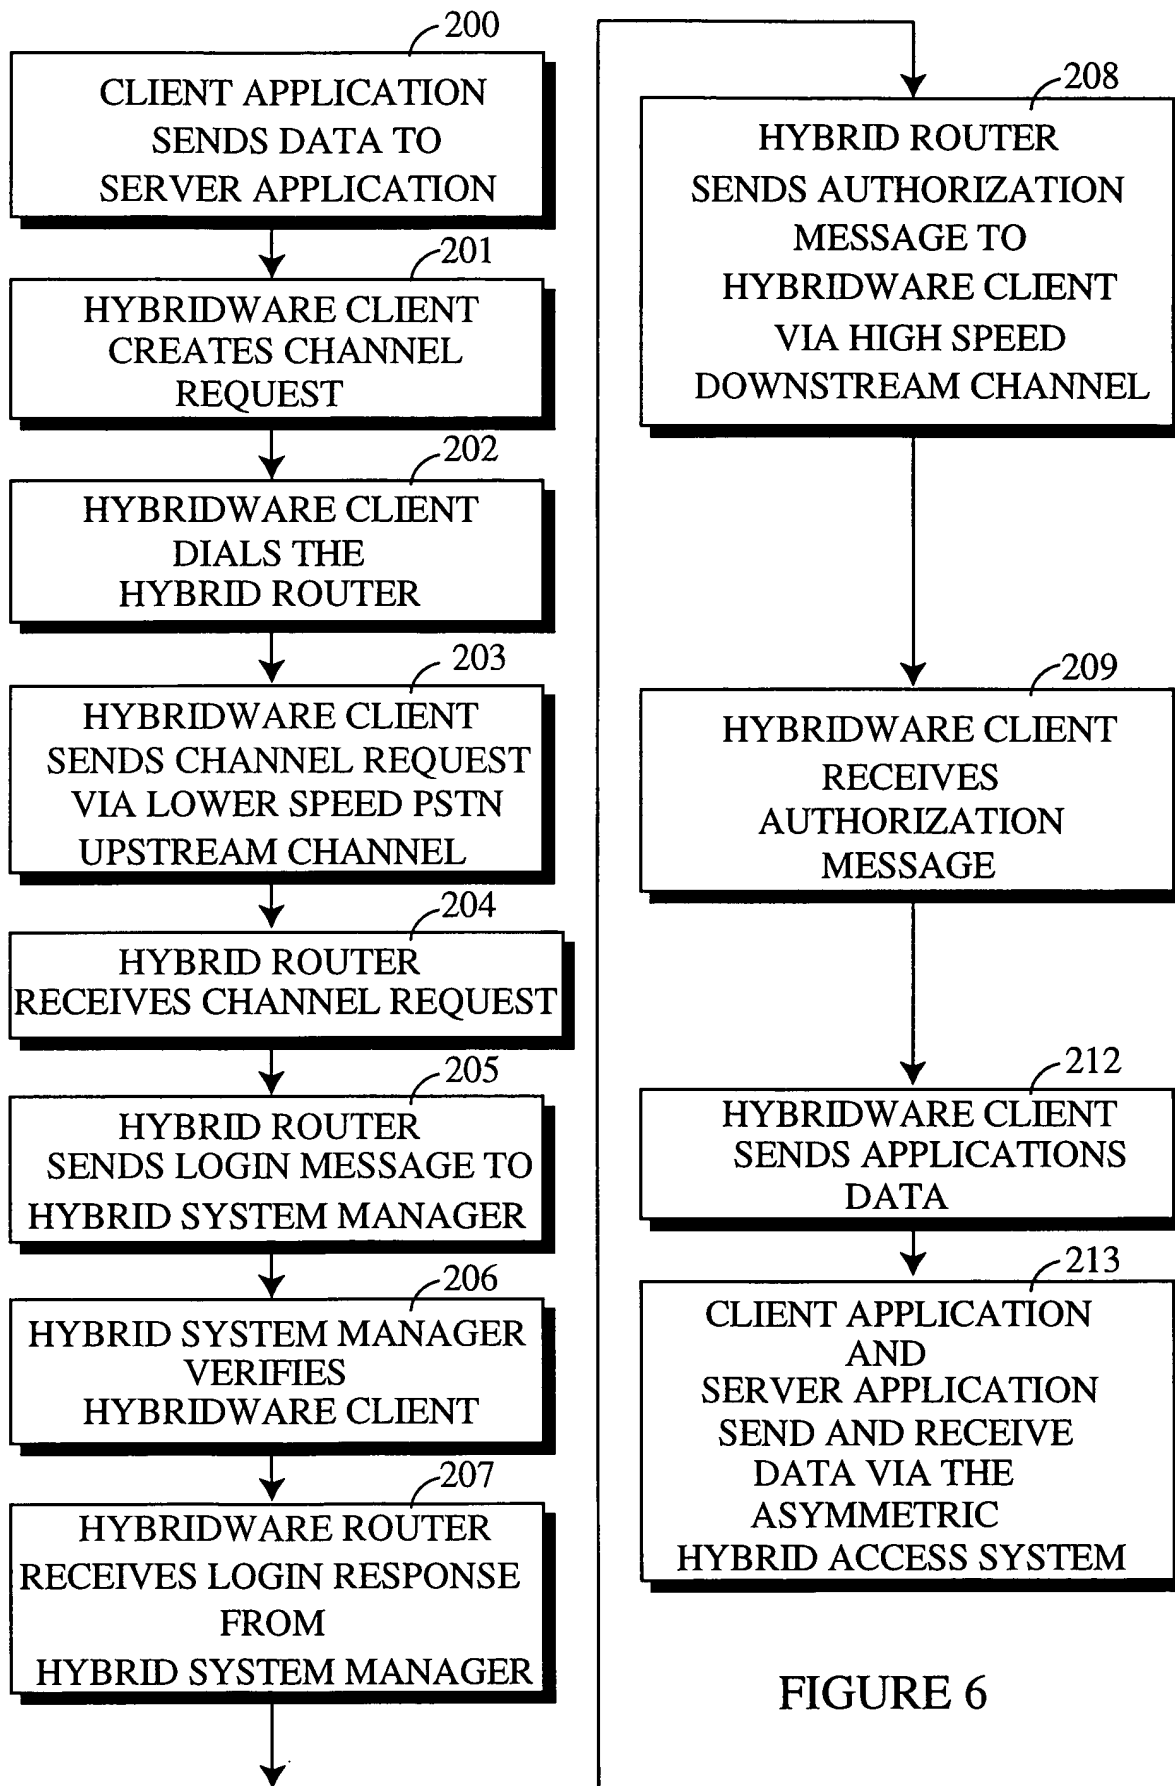 200
CLIENT APPLICATION
SENDS DATA TO
SERVER APPLICATION
201
HYBRIDWARE CLIENT
CREATES CHANNEL
REQUEST
202
HYBRIDWARE CLIENT
DIALS THE
HYBRID ROUTER
203
HYBRIDWARE CLIENT
SENDS CHANNEL REQUEST
VIA LOWER SPEED PSTN
UPSTREAM CHANNEL
204
HYBRID ROUTER
RECEIVES CHANNEL REQUEST
205
HYBRID ROUTER
SENDS LOGIN MESSAGE TO
HYBRID SYSTEM MANAGER
206
HYBRID SYSTEM MANAGER
VERIFIES
HYBRIDWARE CLIENT
207
HYBRIDWARE ROUTER
RECEIVES LOGIN RESPONSE
FROM
HYBRID SYSTEM MANAGER
208
HYBRID ROUTER
SENDS AUTHORIZATION
MESSAGE TO
HYBRIDWARE CLIENT
VIA HIGH SPEED
DOWNSTREAM CHANNEL
209
HYBRIDWARE CLIENT
RECEIVES
AUTHORIZATION
MESSAGE
212
HYBRIDWARE CLIENT
SENDS APPLICATIONS
DATA
213
CLIENT APPLICATION
AND
SERVER APPLICATION
SEND AND RECEIVE
DATA VIA THE
ASYMMETRIC
HYBRID ACCESS SYSTEM
FIGURE 6